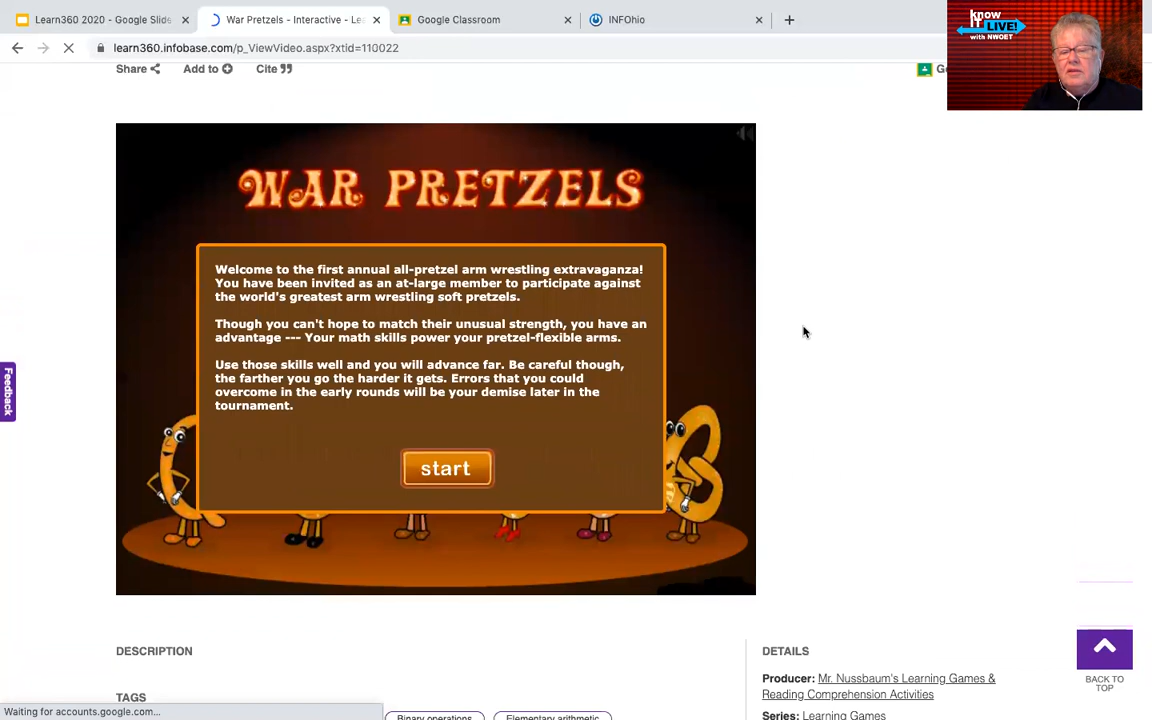 Learn360 2020 - Google Slide
War Pretzels - Interactive - Lea
Google Classroom
INFOhio
learn360.infobase.com/p_ViewVideo.aspx?xtid=110022
know
IT LIVE!
with NWOET
Share
Add to
Cite
WAR PRETZELS
Welcome to the first annual all-pretzel arm wrestling extravaganza!
You have been invited as an at-large member to participate against
the world's greatest arm wrestling soft pretzels.
Though you can't hope to match their unusual strength, you have an
advantage --- Your math skills power your pretzel-flexible arms.
Use those skills well and you will advance far. Be careful though,
the farther you go the harder it gets. Errors that you could
overcome in the early rounds will be your demise later in the
tournament.
start
Feedback
DESCRIPTION
DETAILS
Producer: Mr. Nussbaum's Learning Games &
Reading Comprehension Activities
BACK TO
TOP
TAGS
Series: Learning Games
Waiting for accounts.google.com...
Binary operations
Elementary arithmetic